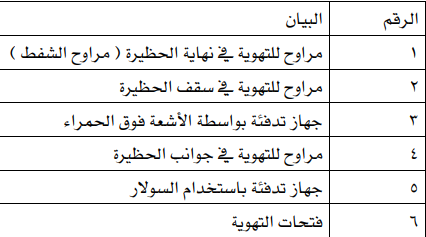 الرقم البيان
١ مراوح للتهوية في نهاية الحظيرة ( مراوح الشفط )
٢ مراوح للتهوية في سقف الحظيرة
٣ جهاز تدفئة بواسطة الأشعة فوق الحمراء
٤ مراوح للتهوية في جوانب الحظيرة
٥ جهاز تدفئة باستخدام السولار
٦ فتحات التهوية